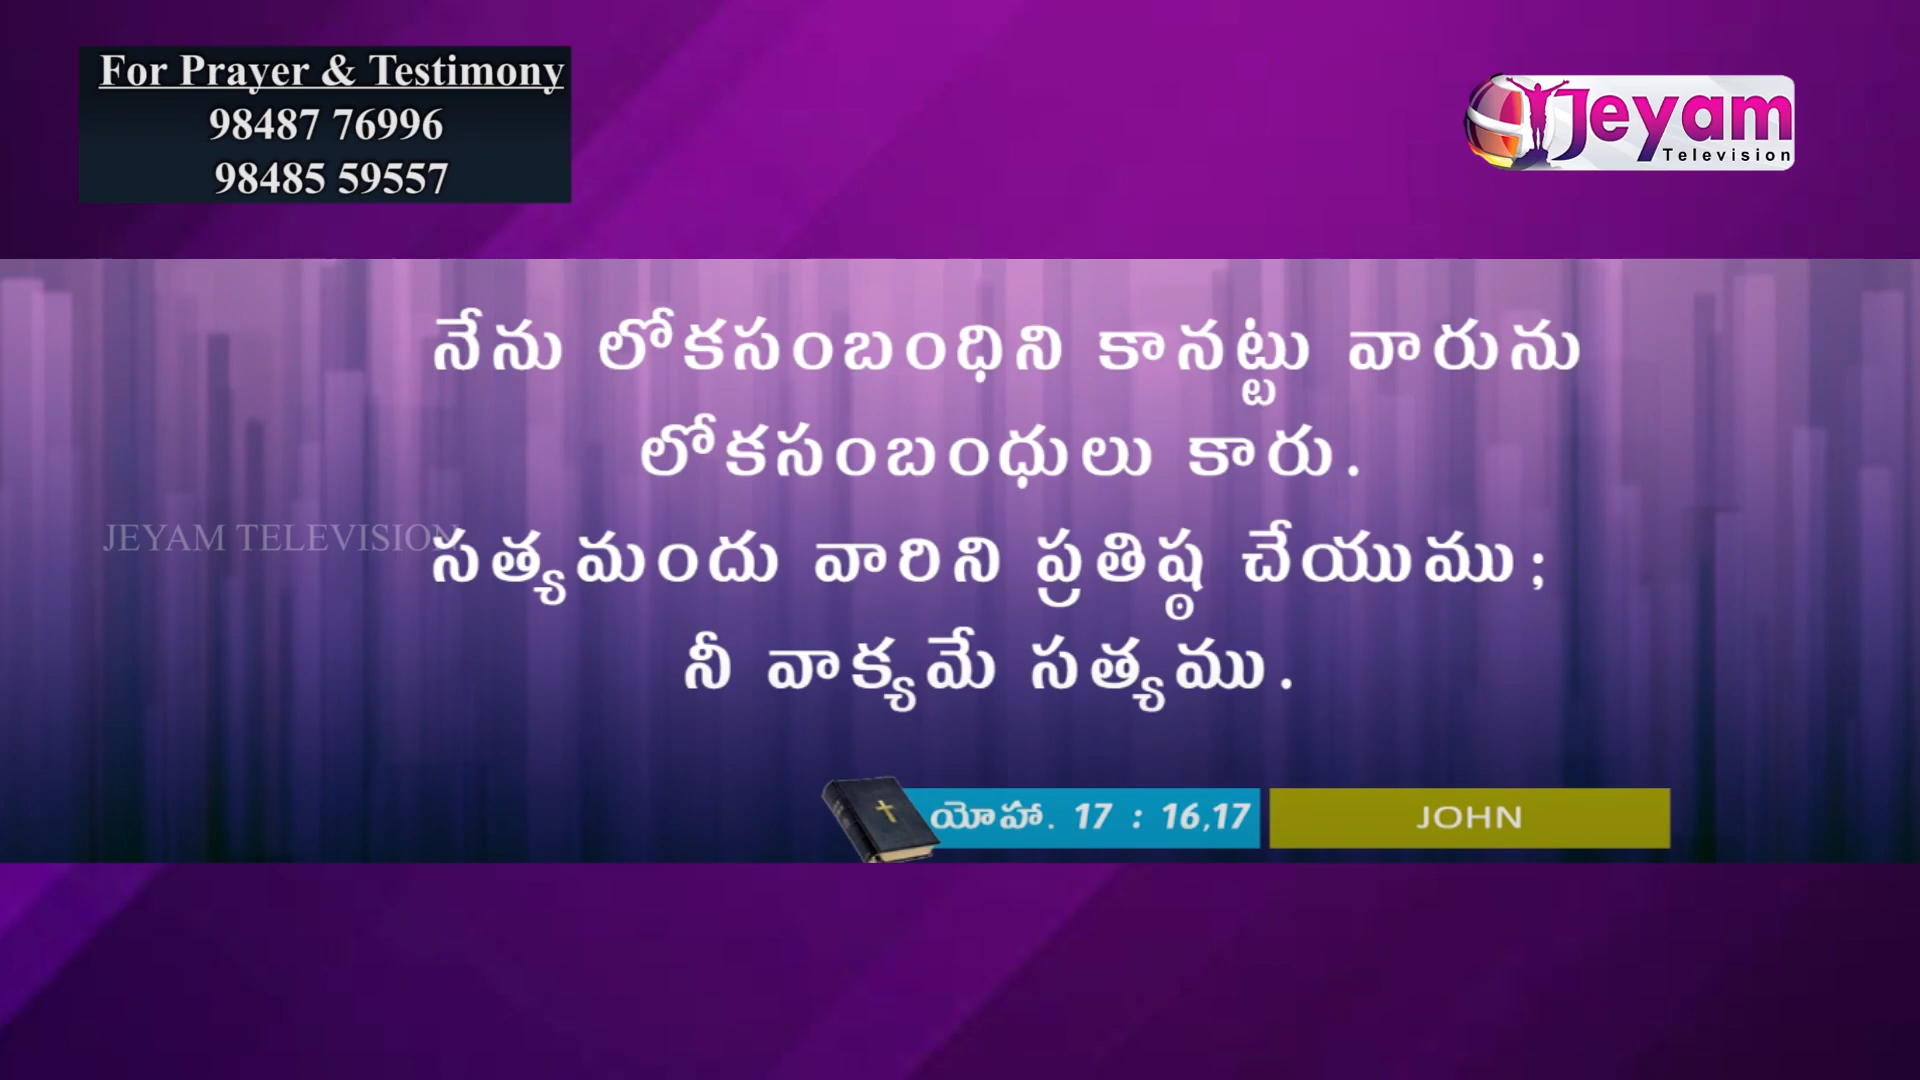 For Prayer & Testimony
98487 76996
98485 59557
Jeyam
Television
నేను లోకసంబంధిని కానట్టు వారును
లోకసంబంధులు కారు.
JEYAM TELEVISION
సత్యమందు వారిని ప్రతిష్ఠ చేయుము;
నీ వాక్యమే సత్యము.
యోహా. 17 : 16,17
JOHN